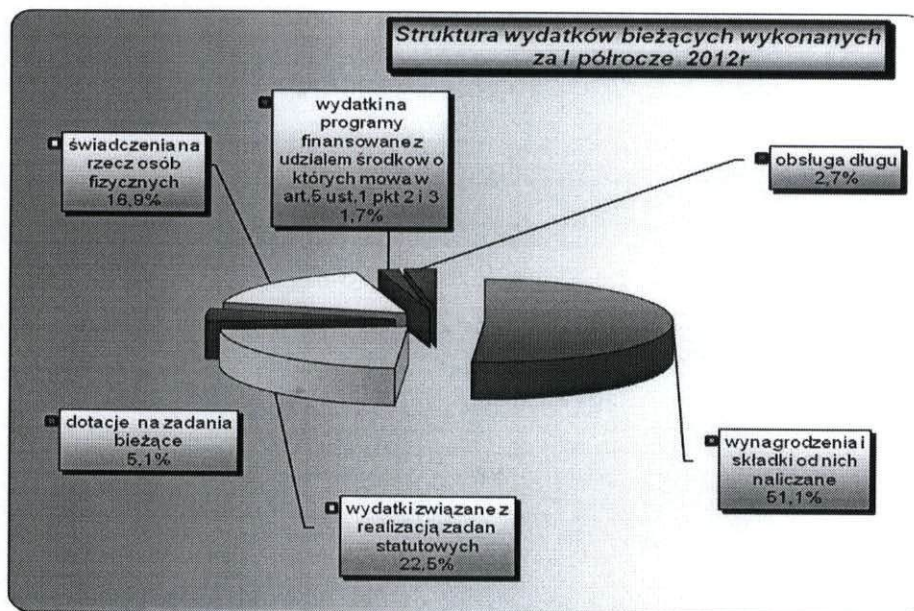 Struktura wydatków bieżących wykonanych
za I półrocze 2012r
wydatki na
programy
finansowane z
udziałem środkow o
których mowa w
art.5 ust.1 pkt 2 i 3
1,7%
świadczenia na
rzecz osób
fizycznych
16,9%
obsługa długu
2,7%
dotacje na zadania
bieżące
5,1%
wydatki związane z
realizacją zadan
statutowych
22,5%
wynagrodzenia i
składki od nich
naliczane
51,1%